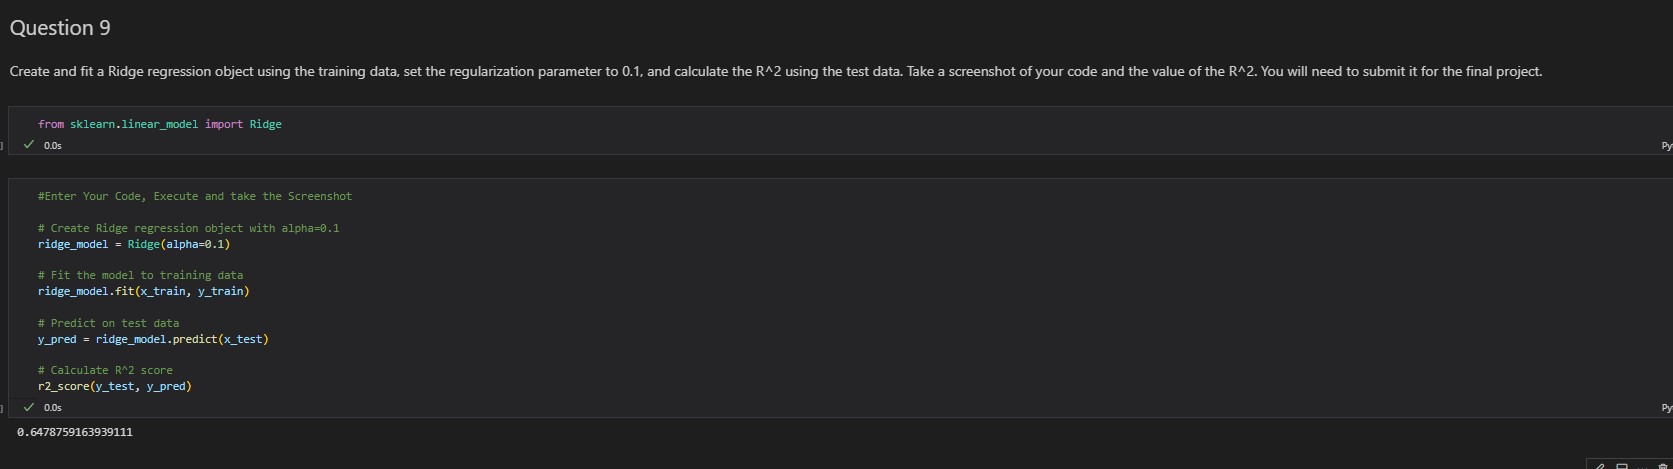 Question 9
Create and fit a Ridge regression object using the training data, set the regularization parameter to 0.1, and calculate the R^2 using the test data. Take a screenshot of your code and the value of the R^2. You will need to submit it for the final project.
from sklearn.linear_model import Ridge
] ✓ 0.0s Py
#Enter Your Code, Execute and take the Screenshot
# Create Ridge regression object with alpha=0.1
ridge_model = Ridge(alpha=0.1)
# Fit the model to training data
ridge_model.fit(x_train, y_train)
# Predict on test data
y_pred = ridge_model.predict(x_test)
# Calculate R^2 score
r2_score(y_test, y_pred)
] ✓ 0.0s Py
0.6478759163939111